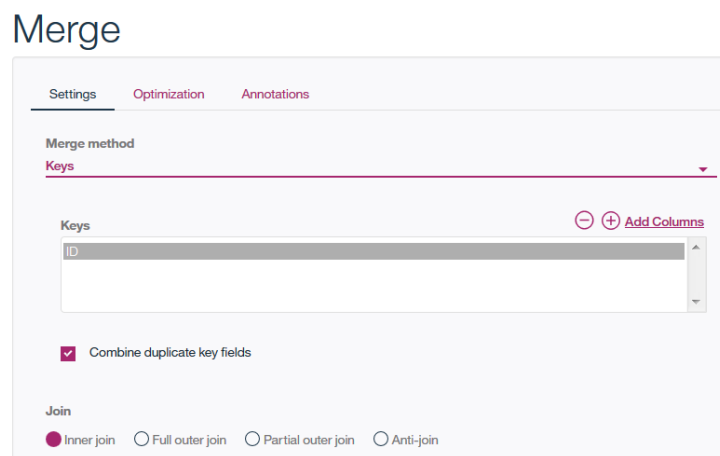 Merge
Settings Optimization Annotations
Merge method
Keys
Keys Add Columns
ID
Combine duplicate key fields
Join
Inner join Full outer join Partial outer join Anti-join